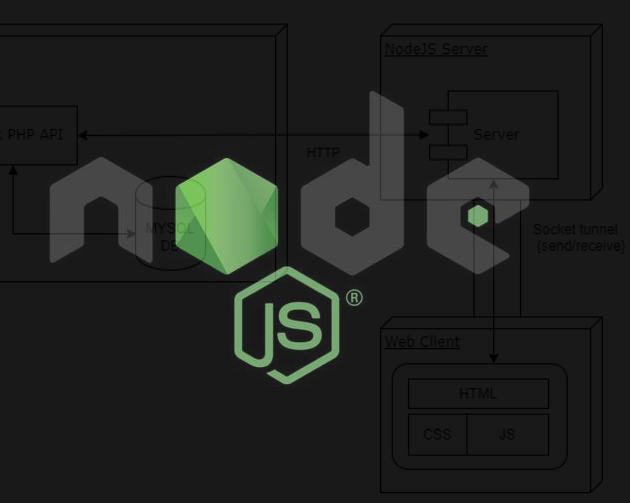 NodeJS Server
PHP API
Server
HTTP
node
MYSQL
DB
Socket tunnel
(send/receive)
JS ®
Web Client
HTML
CSS JS